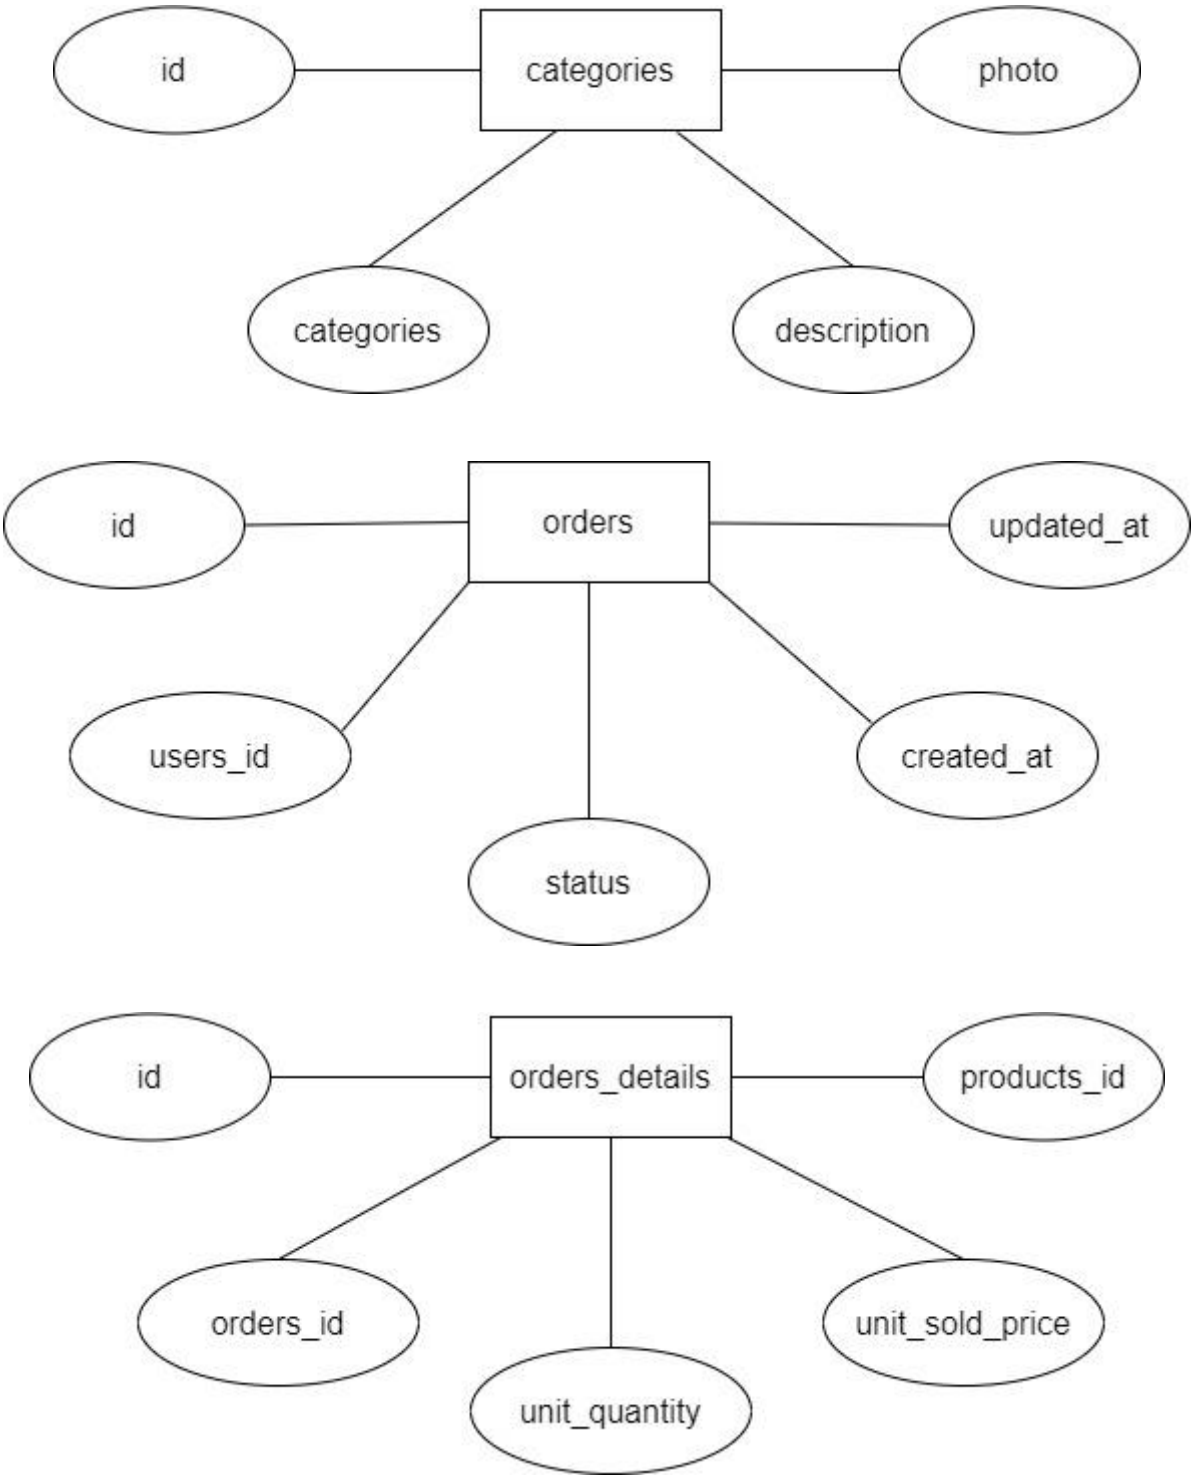 id
categories
photo
categories
description
id
orders
updated_at
users_id
created_at
status
id
orders_details
products_id
orders_id
unit_sold_price
unit_quantity